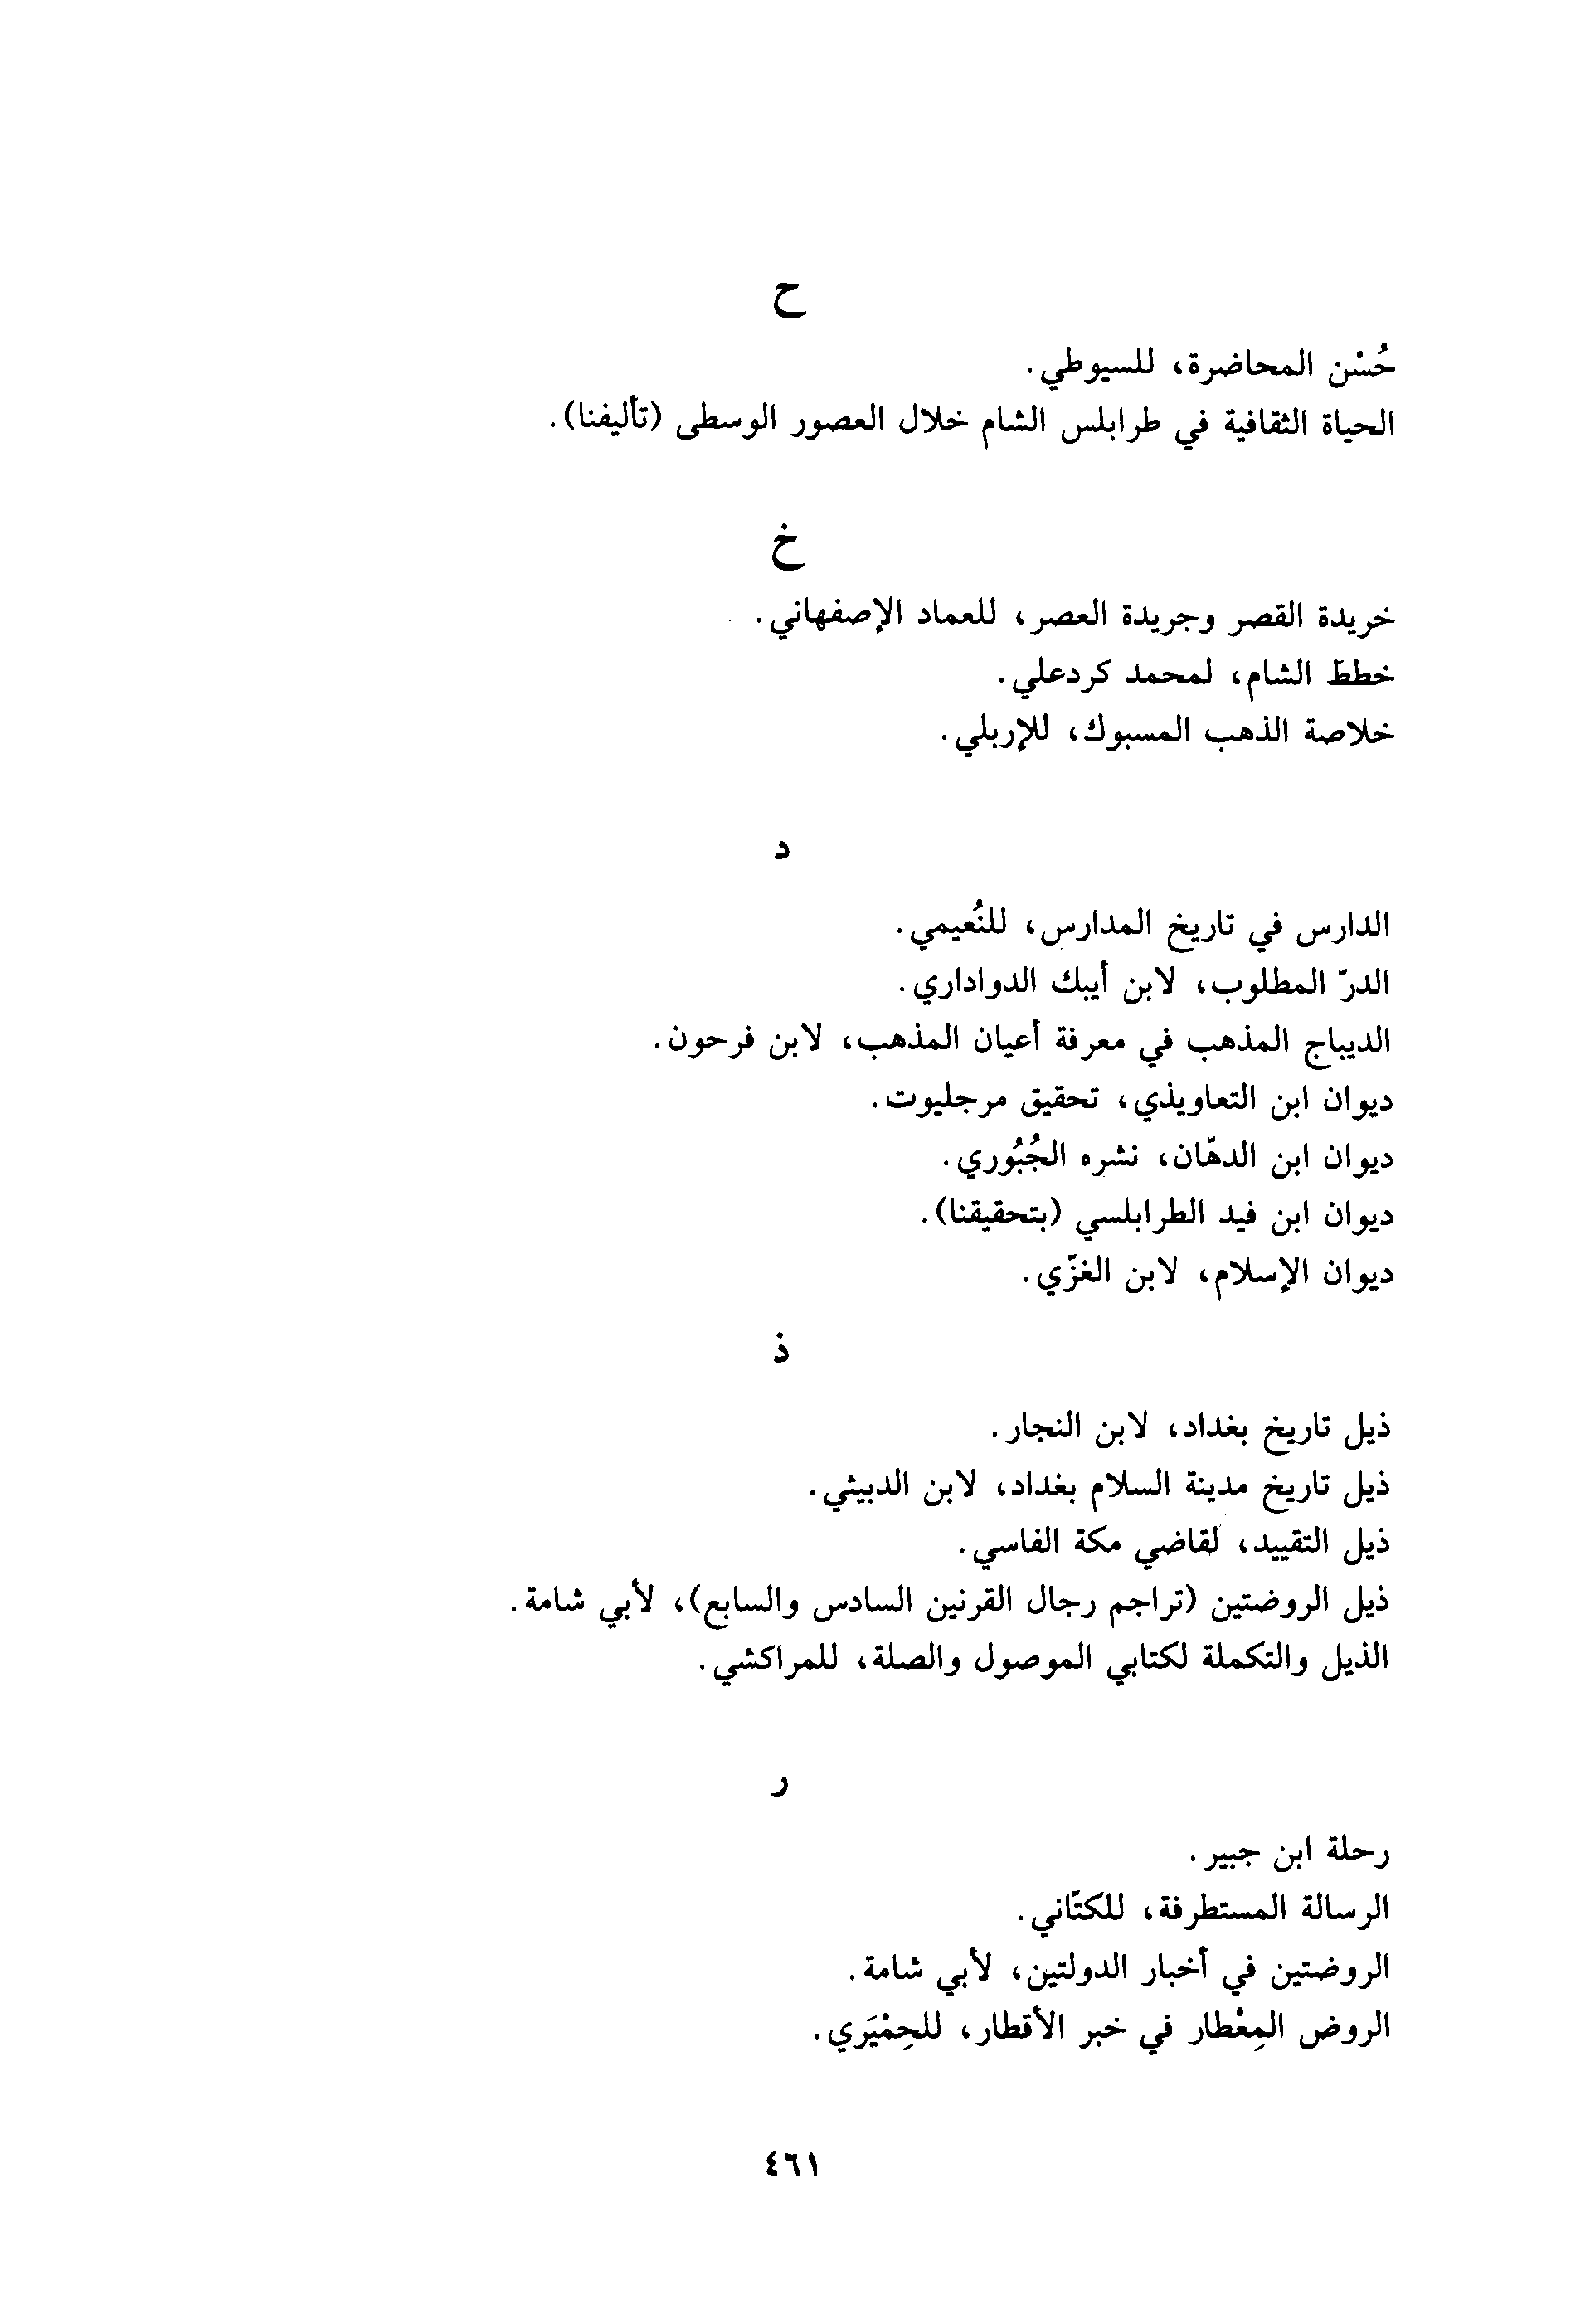 ح
حُسْن المحاضرة، للسيوطي.
الحياة الثقافية في طرابلس الشام خلال العصور الوسطى (تأليفنا).
خ
خريدة القصر وجريدة العصر، للعماد الإصفهاني.
خطط الشام، لمحمد كردعلي.
خلاصة الذهب المسبوك، للإربلي.
د
الدارس في تاريخ المدارس، للنُعيمي.
الدرّ المطلوب، لابن أيبك الدواداري.
الديباج المذهب في معرفة أعيان المذهب، لابن فرحون.
ديوان ابن التعاويذي، تحقيق مرجليوت.
ديوان ابن الدهّان، نشره الجُبُوري.
ديوان ابن فيد الطرابلسي (بتحقيقنا).
ديوان الإسلام، لابن الغزّي.
ذ
ذيل تاريخ بغداد، لابن النجار.
ذيل تاريخ مدينة السلام بغداد، لابن الدبيثي.
ذيل التقييد، لقاضي مكة الفاسي.
ذيل الروضتين (تراجم رجال القرنين السادس والسابع)، لأبي شامة.
الذيل والتكملة لكتابي الموصول والصلة، للمراكشي.
ر
رحلة ابن جبير.
الرسالة المستطرفة، للكتّاني.
الروضتين في أخبار الدولتين، لأبي شامة.
الروض المِعْطار في خبر الأقطار، للحِمْيَري.
٤٦١